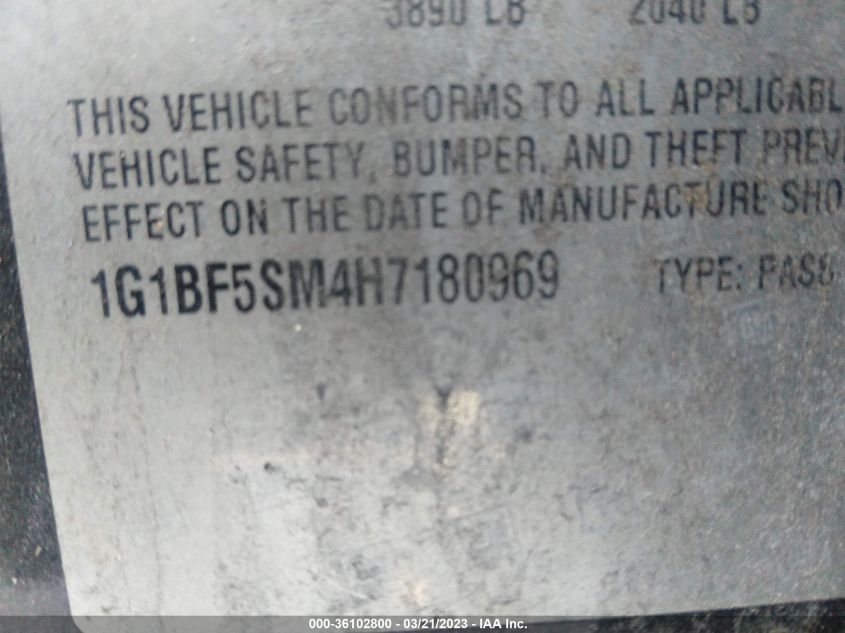 3890 LB 2040 LB
THIS VEHICLE CONFORMS TO ALL APPLICABL
VEHICLE SAFETY, BUMPER, AND THEFT PREV
EFFECT ON THE DATE OF MANUFACTURE SHO
1G1BF5SM4H7180969 TYPE: PASS
000-36102800 - 03/21/2023 - IAA Inc.